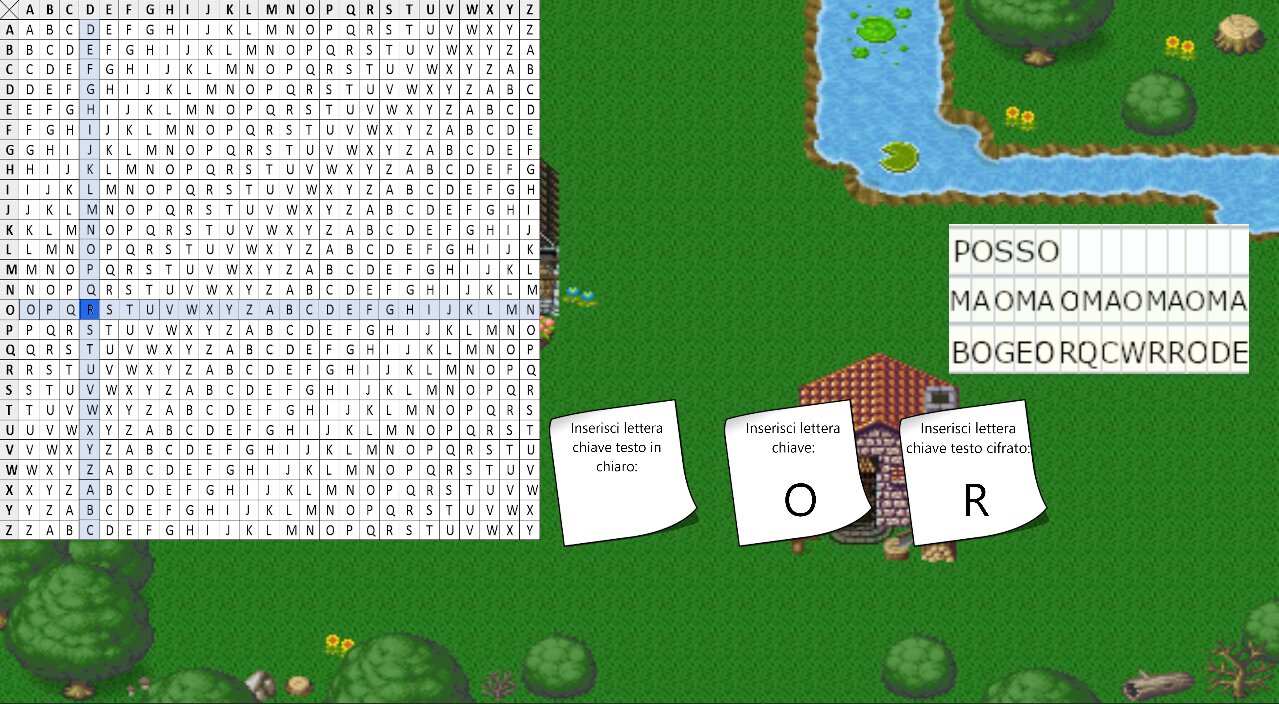 A B C D E F G H I J K L M N O P Q R S T U V W X Y Z
A A B C D E F G H I J K L M N O P Q R S T U V W X Y Z
B B C D E F G H I J K L M N O P Q R S T U V W X Y Z A
C C D E F G H I J K L M N O P Q R S T U V W X Y Z A B
D D E F G H I J K L M N O P Q R S T U V W X Y Z A B C
E E F G H I J K L M N O P Q R S T U V W X Y Z A B C D
F F G H I J K L M N O P Q R S T U V W X Y Z A B C D E
G G H I J K L M N O P Q R S T U V W X Y Z A B C D E F
H H I J K L M N O P Q R S T U V W X Y Z A B C D E F G
I I J K L M N O P Q R S T U V W X Y Z A B C D E F G H
J J K L M N O P Q R S T U V W X Y Z A B C D E F G H I
K K L M N O P Q R S T U V W X Y Z A B C D E F G H I J
L L M N O P Q R S T U V W X Y Z A B C D E F G H I J K
M M N O P Q R S T U V W X Y Z A B C D E F G H I J K L
N N O P Q R S T U V W X Y Z A B C D E F G H I J K L M
O O P Q R S T U V W X Y Z A B C D E F G H I J K L M N
P P Q R S T U V W X Y Z A B C D E F G H I J K L M N O
Q Q R S T U V W X Y Z A B C D E F G H I J K L M N O P
R R S T U V W X Y Z A B C D E F G H I J K L M N O P Q
S S T U V W X Y Z A B C D E F G H I J K L M N O P Q R
T T U V W X Y Z A B C D E F G H I J K L M N O P Q R S
U U V W X Y Z A B C D E F G H I J K L M N O P Q R S T
V V W X Y Z A B C D E F G H I J K L M N O P Q R S T U
W W X Y Z A B C D E F G H I J K L M N O P Q R S T U V
X X Y Z A B C D E F G H I J K L M N O P Q R S T U V W
Y Y Z A B C D E F G H I J K L M N O P Q R S T U V W X
Z Z A B C D E F G H I J K L M N O P Q R S T U V W X Y
POSSO
MAOMAOMAOMAOMA
BOGEORQCWRRODE
Inserisci lettera
chiave testo in
chiaro:
Inserisci lettera
chiave:
O
Inserisci lettera
chiave testo cifrato:
R